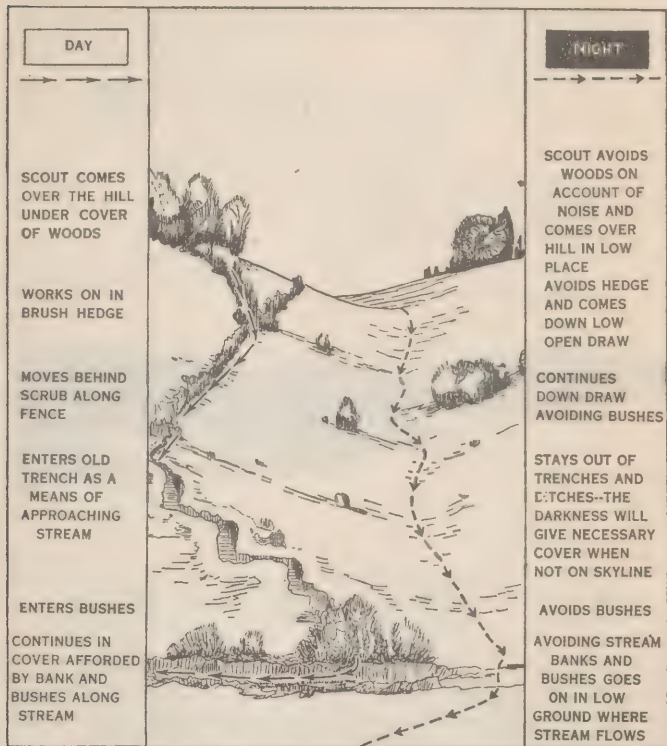 DAY
SCOUT COMES
OVER THE HILL
UNDER COVER
OF WOODS
WORKS ON IN
BRUSH HEDGE
MOVES BEHIND
SCRUB ALONG
FENCE
ENTERS OLD
TRENCH AS A
MEANS OF
APPROACHING
STREAM
ENTERS BUSHES
CONTINUES IN
COVER AFFORDED
BY BANK AND
BUSHES ALONG
STREAM
NIGHT
SCOUT AVOIDS
WOODS ON
ACCOUNT OF
NOISE AND
COMES OVER
HILL IN LOW
PLACE
AVOIDS HEDGE
AND COMES
DOWN LOW
OPEN DRAW
CONTINUES
DOWN DRAW
AVOIDING BUSHES
STAYS OUT OF
TRENCHES AND
DITCHES--THE
DARKNESS WILL
GIVE NECESSARY
COVER WHEN
NOT ON SKYLINE
AVOIDS BUSHES
AVOIDING STREAM
BANKS AND
BUSHES GOES
ON IN LOW
GROUND WHERE
STREAM FLOWS